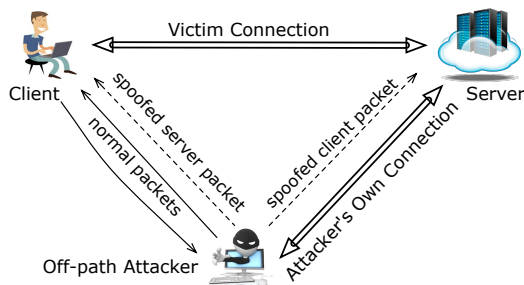 Victim Connection
Client
Server
spoofed server packet
spoofed client packet
normal packets
Attacker's Own Connection
Off-path Attacker